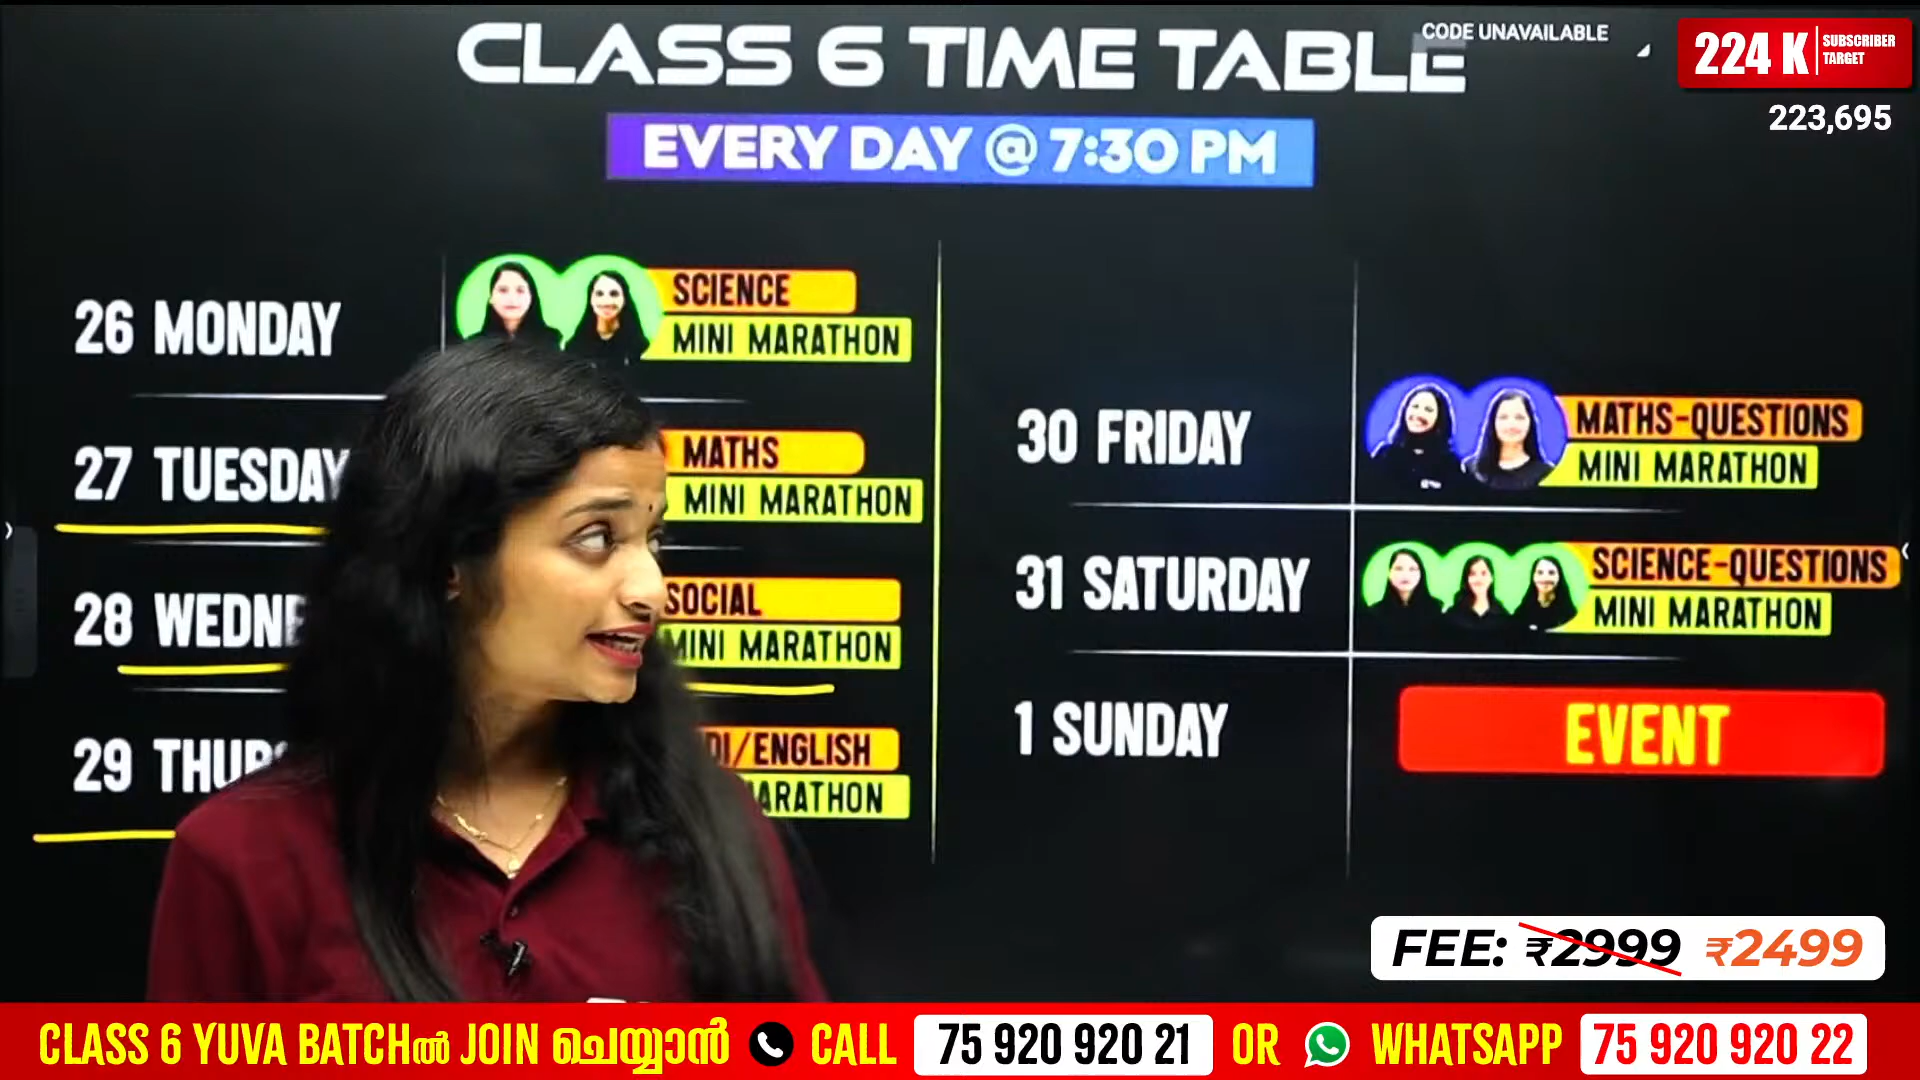 CLASS 6 TIME TABLE
CODE UNAVAILABLE
224 K SUBSCRIBER TARGET
223,695
EVERY DAY @ 7:30 PM
26 MONDAY
SCIENCE
MINI MARATHON
27 TUESDAY
MATHS
MINI MARATHON
28
SOCIAL
MINI MARATHON
29
/ENGLISH
30 FRIDAY
MATHS-QUESTIONS
MINI MARATHON
31 SATURDAY
SCIENCE-QUESTIONS
MINI MARATHON
1 SUNDAY
EVENT
FEE: ₹2999 ₹2499
CLASS 6 YUVA BATCHൽ JOIN ചെയ്യാൻ CALL 75 920 920 21 OR WHATSAPP 75 920 920 22